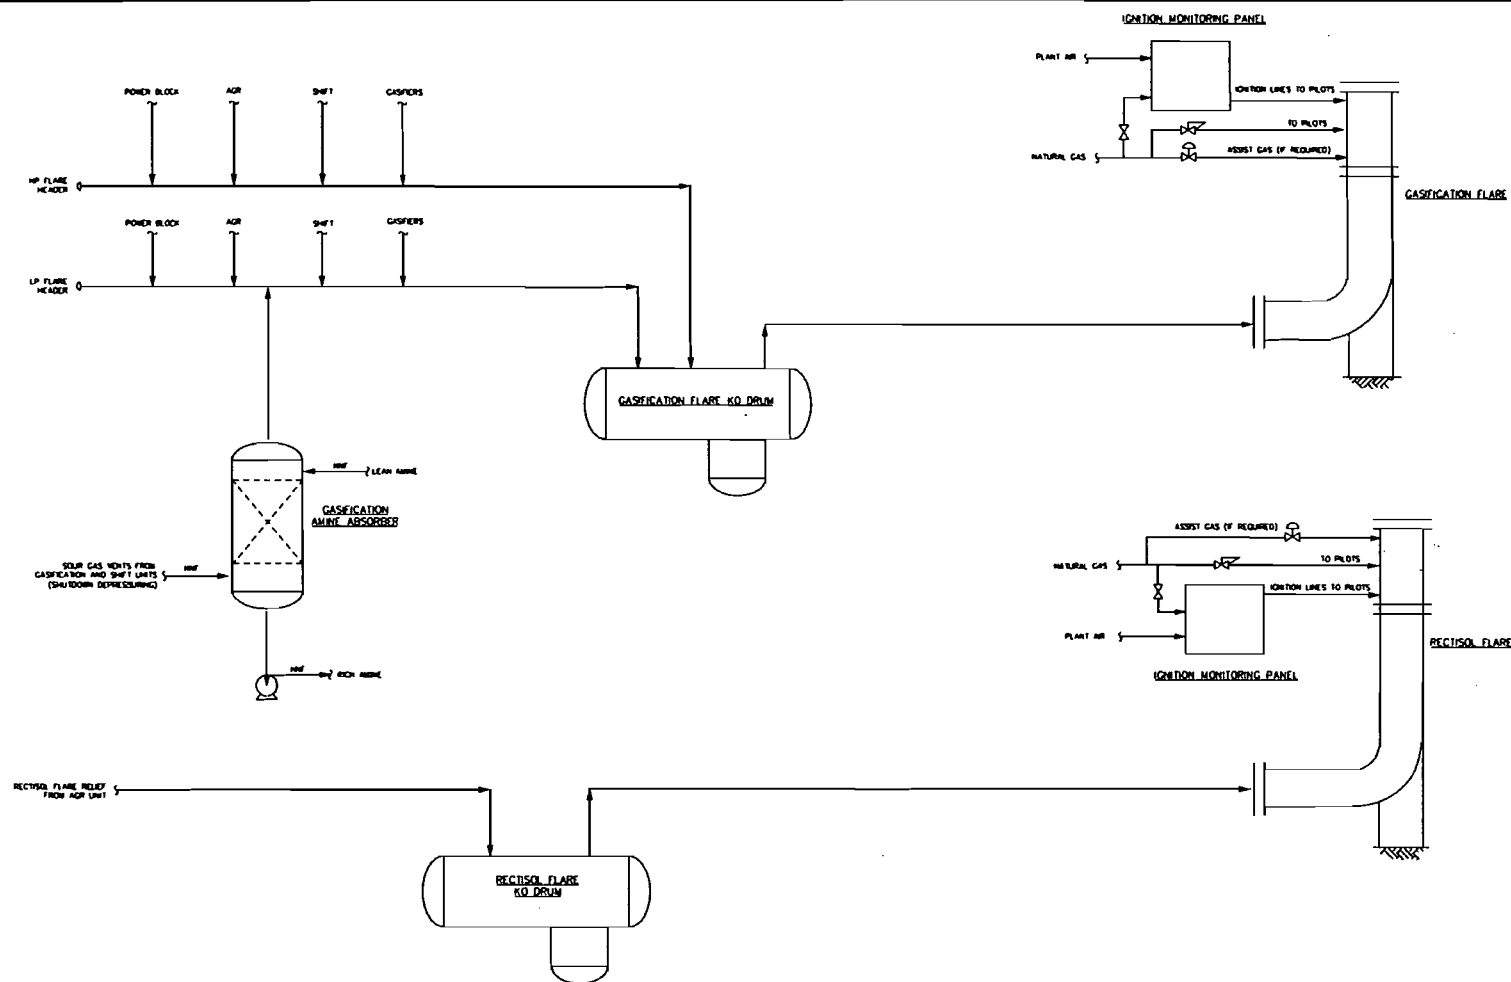 IGNITION MONITORING PANEL
PLANT AIR
IGNITION LINES TO PILOTS
TO PILOTS
NATURAL GAS
ASSIST GAS (IF REQUIRED)
GASIFICATION FLARE
POWER BLOCK
AGR
SHIFT
GASIFIERS
HP FLARE
HEADER
POWER BLOCK
AGR
SHIFT
GASIFIERS
LP FLARE
HEADER
GASIFICATION FLARE KO DRUM
HNF
LEAN AMINE
GASIFICATION
AMINE ABSORBER
SOUR GAS VENTS FROM
GASIFICATION AND SHIFT UNITS
(SHUTDOWN DEPRESSURING)
HNF
HNF
RICH AMINE
ASSIST GAS (IF REQUIRED)
NATURAL GAS
TO PILOTS
IGNITION LINES TO PILOTS
PLANT AIR
IGNITION MONITORING PANEL
RECTISOL FLARE
RECTISOL FLARE RELIEF
FROM AGR UNIT
RECTISOL FLARE
KO DRUM